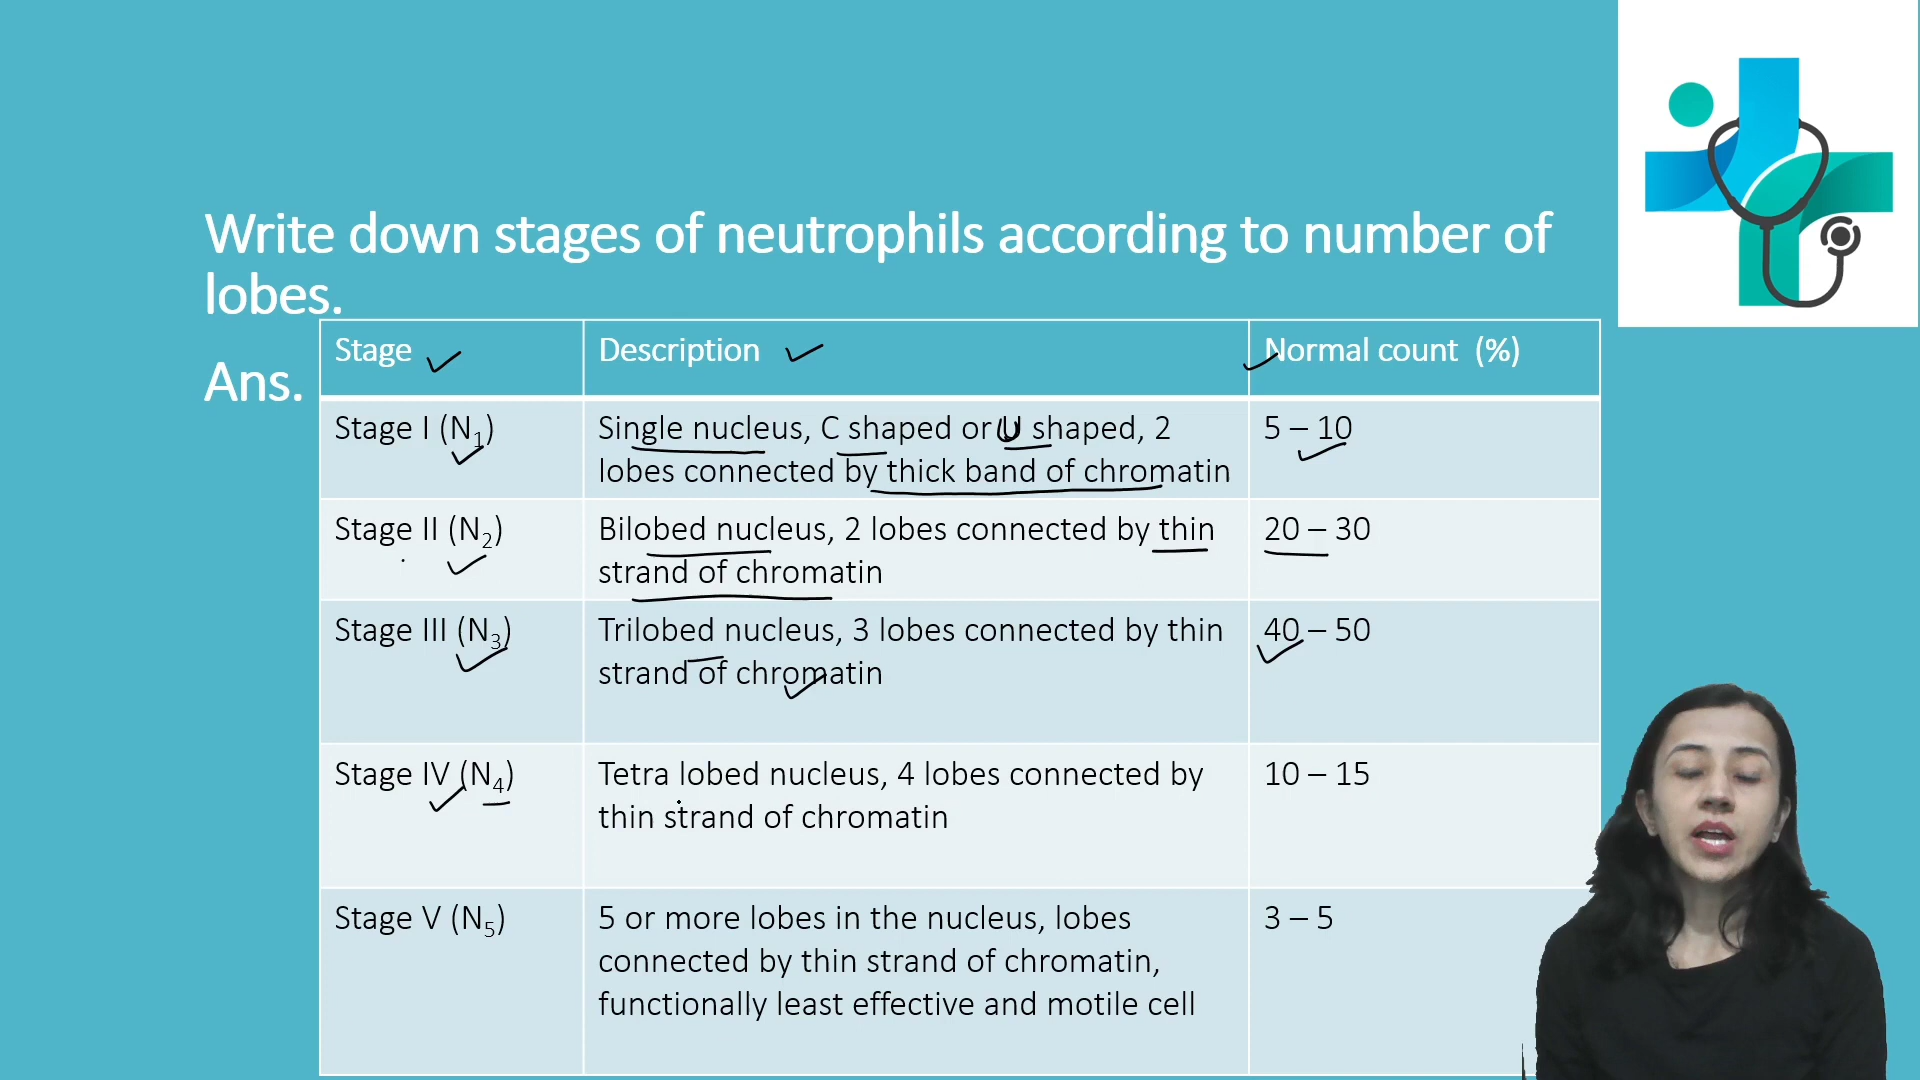 Write down stages of neutrophils according to number of
lobes.
Ans.
Stage
Description
Normal count (%)
Stage I (N1)
Single nucleus, C shaped or U shaped, 2
lobes connected by thick band of chromatin
5 – 10
Stage II (N2)
Bilobed nucleus, 2 lobes connected by thin
strand of chromatin
20 – 30
Stage III (N3)
Trilobed nucleus, 3 lobes connected by thin
strand of chromatin
40 – 50
Stage IV (N4)
Tetra lobed nucleus, 4 lobes connected by
thin strand of chromatin
10 – 15
Stage V (N5)
5 or more lobes in the nucleus, lobes
connected by thin strand of chromatin,
functionally least effective and motile cell
3 – 5